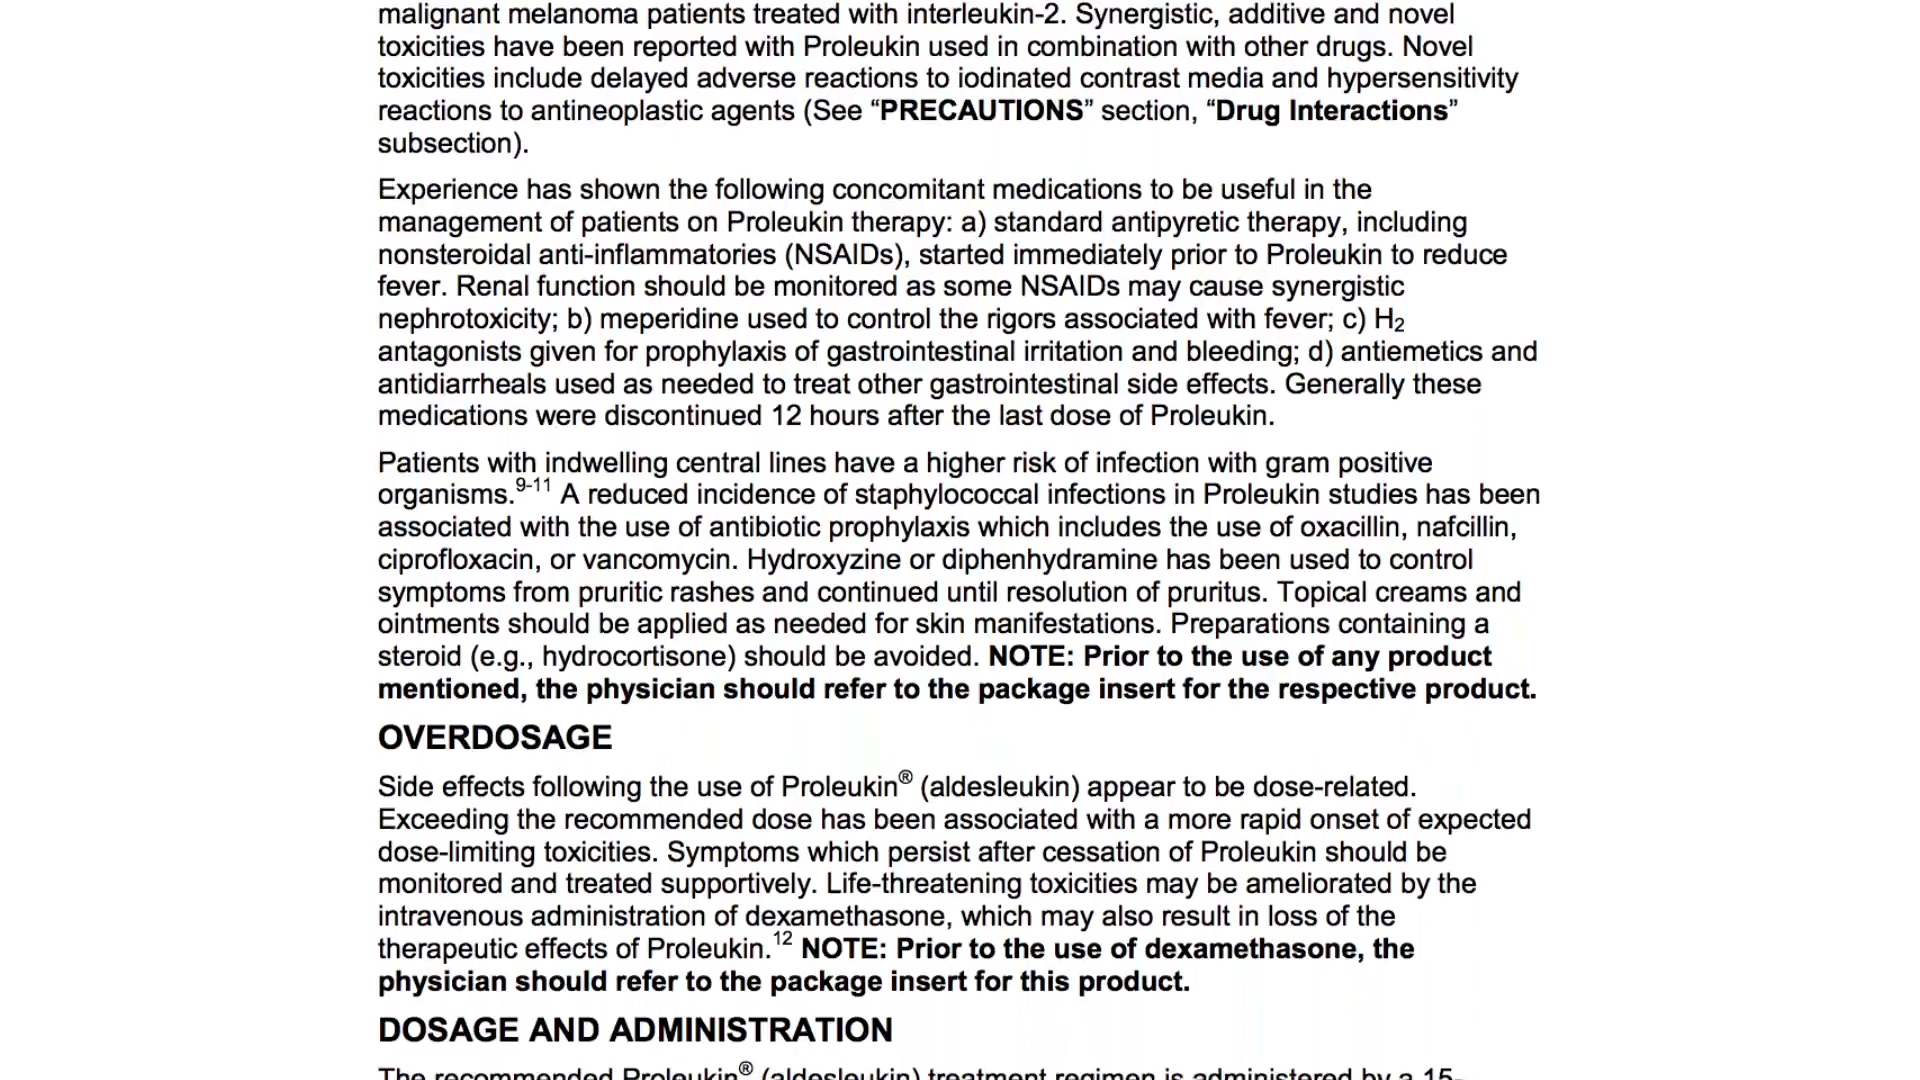 malignant melanoma patients treated with interleukin-2. Synergistic, additive and novel
toxicities have been reported with Proleukin used in combination with other drugs. Novel
toxicities include delayed adverse reactions to iodinated contrast media and hypersensitivity
reactions to antineoplastic agents (See “PRECAUTIONS” section, “Drug Interactions”
subsection).
Experience has shown the following concomitant medications to be useful in the
management of patients on Proleukin therapy: a) standard antipyretic therapy, including
nonsteroidal anti-inflammatories (NSAIDs), started immediately prior to Proleukin to reduce
fever. Renal function should be monitored as some NSAIDs may cause synergistic
nephrotoxicity; b) meperidine used to control the rigors associated with fever; c) H₂
antagonists given for prophylaxis of gastrointestinal irritation and bleeding; d) antiemetics and
antidiarrheals used as needed to treat other gastrointestinal side effects. Generally these
medications were discontinued 12 hours after the last dose of Proleukin.
Patients with indwelling central lines have a higher risk of infection with gram positive
organisms.⁹⁻¹¹ A reduced incidence of staphylococcal infections in Proleukin studies has been
associated with the use of antibiotic prophylaxis which includes the use of oxacillin, nafcillin,
ciprofloxacin, or vancomycin. Hydroxyzine or diphenhydramine has been used to control
symptoms from pruritic rashes and continued until resolution of pruritus. Topical creams and
ointments should be applied as needed for skin manifestations. Preparations containing a
steroid (e.g., hydrocortisone) should be avoided. NOTE: Prior to the use of any product
mentioned, the physician should refer to the package insert for the respective product.
OVERDOSAGE
Side effects following the use of Proleukin® (aldesleukin) appear to be dose-related.
Exceeding the recommended dose has been associated with a more rapid onset of expected
dose-limiting toxicities. Symptoms which persist after cessation of Proleukin should be
monitored and treated supportively. Life-threatening toxicities may be ameliorated by the
intravenous administration of dexamethasone, which may also result in loss of the
therapeutic effects of Proleukin.¹² NOTE: Prior to the use of dexamethasone, the
physician should refer to the package insert for this product.
DOSAGE AND ADMINISTRATION
The recommended Proleukin® (aldesleukin) treatment regimen is administered by a 15-